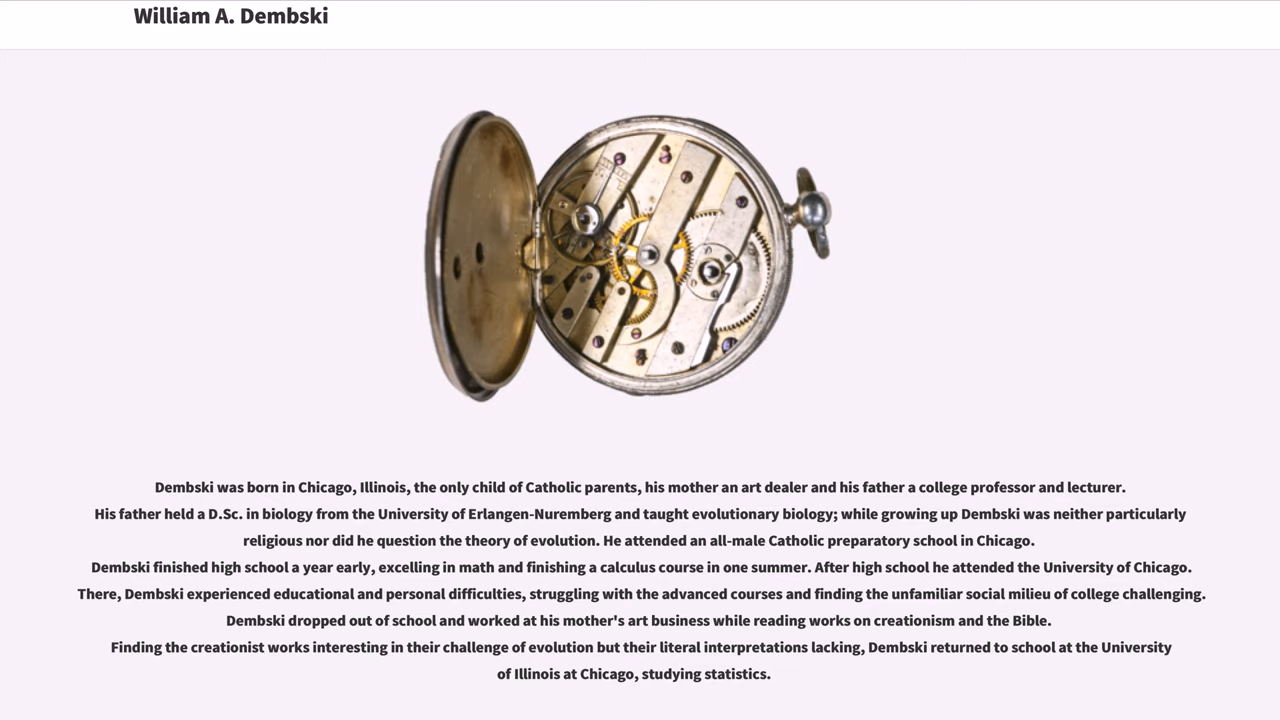 William A. Dembski
Dembski was born in Chicago, Illinois, the only child of Catholic parents, his mother an art dealer and his father a college professor and lecturer.
His father held a D.Sc. in biology from the University of Erlangen-Nuremberg and taught evolutionary biology; while growing up Dembski was neither particularly
religious nor did he question the theory of evolution. He attended an all-male Catholic preparatory school in Chicago.
Dembski finished high school a year early, excelling in math and finishing a calculus course in one summer. After high school he attended the University of Chicago.
There, Dembski experienced educational and personal difficulties, struggling with the advanced courses and finding the unfamiliar social milieu of college challenging.
Dembski dropped out of school and worked at his mother's art business while reading works on creationism and the Bible.
Finding the creationist works interesting in their challenge of evolution but their literal interpretations lacking, Dembski returned to school at the University
of Illinois at Chicago, studying statistics.